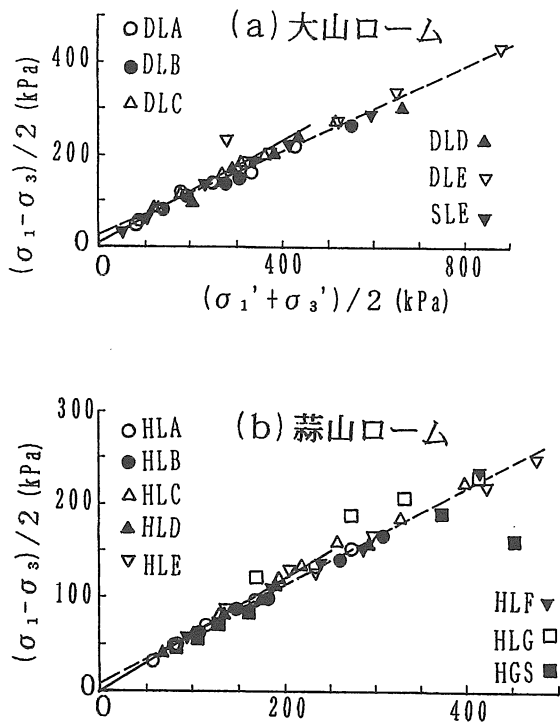 (a)大山ローム
○DLA
●DLB
△DLC
DLD▲
DLE▽
SLE▼
400
200
0
(σ₁-σ₃)/2 (kPa)
0 400 800
(σ₁'+σ₃')/2 (kPa)
(b)蒜山ローム
○HLA
●HLB
△HLC
▲HLD
▽HLE
HLF▼
HLG□
HGS■
300
200
100
0
(σ₁-σ₃)/2 (kPa)
0 200 400